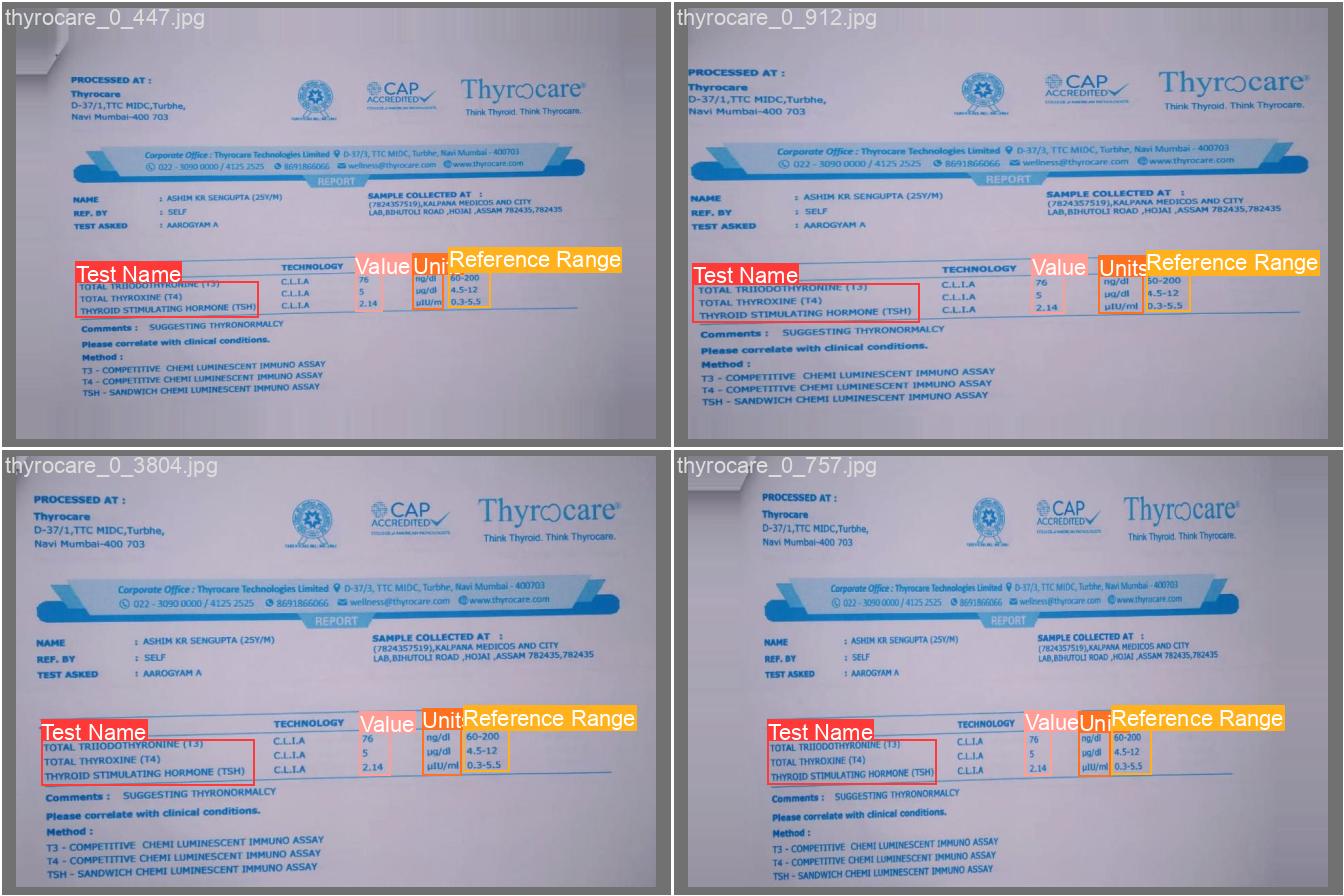 thyrocare_0_447.jpg
PROCESSED AT :
Thyrocare
D-37/1,TTC MIDC,Turbhe,
Navi Mumbai-400 703
CAP
ACCREDITED
Thyrocare®
Think Thyroid. Think Thyrocare.
Corporate Office : Thyrocare Technologies Limited D-37/3, TTC MIDC, Turbhe, Navi Mumbai - 400703
022 - 3090 0000 / 4125 2525 8691866066 wellness@thyrocare.com www.thyrocare.com
REPORT
NAME : ASHIM KR SENGUPTA (25Y/M)
REF. BY : SELF
TEST ASKED : AAROGYAM A
SAMPLE COLLECTED AT :
(7824357519),KALPANA MEDICOS AND CITY
LAB,BIHUTOLI ROAD ,HOJAI ,ASSAM 782435,782435
Test Name TECHNOLOGY Value Uni Reference Range
TOTAL TRIIODOTHYRONINE (T3) C.L.I.A 76 ng/dl 60-200
TOTAL THYROXINE (T4) C.L.I.A 5 µg/dl 4.5-12
THYROID STIMULATING HORMONE (TSH) C.L.I.A 2.14 µIU/m 0.3-5.5
Comments : SUGGESTING THYRONORMALCY
Please correlate with clinical conditions.
Method :
T3 - COMPETITIVE CHEMI LUMINESCENT IMMUNO ASSAY
T4 - COMPETITIVE CHEMI LUMINESCENT IMMUNO ASSAY
TSH - SANDWICH CHEMI LUMINESCENT IMMUNO ASSAY
thyrocare_0_912.jpg
PROCESSED AT :
Thyrocare
D-37/1,TTC MIDC,Turbhe,
Navi Mumbai-400 703
CAP
ACCREDITED
Thyrocare®
Think Thyroid. Think Thyrocare.
Corporate Office : Thyrocare Technologies Limited D-37/3, TTC MIDC, Turbhe, Navi Mumbai - 400703
022 - 3090 0000 / 4125 2525 8691866066 wellness@thyrocare.com www.thyrocare.com
REPORT
NAME : ASHIM KR SENGUPTA (25Y/M)
REF. BY : SELF
TEST ASKED : AAROGYAM A
SAMPLE COLLECTED AT :
(7824357519),KALPANA MEDICOS AND CITY
LAB,BIHUTOLI ROAD ,HOJAI ,ASSAM 782435,782435
Test Name TECHNOLOGY Value Units Reference Range
TOTAL TRIIODOTHYRONINE (T3) C.L.I.A 76 ng/dl 60-200
TOTAL THYROXINE (T4) C.L.I.A 5 µg/dl 4.5-12
THYROID STIMULATING HORMONE (TSH) C.L.I.A 2.14 µIU/ml 0.3-5.5
Comments : SUGGESTING THYRONORMALCY
Please correlate with clinical conditions.
Method :
T3 - COMPETITIVE CHEMI LUMINESCENT IMMUNO ASSAY
T4 - COMPETITIVE CHEMI LUMINESCENT IMMUNO ASSAY
TSH - SANDWICH CHEMI LUMINESCENT IMMUNO ASSAY
thyrocare_0_3804.jpg
PROCESSED AT :
Thyrocare
D-37/1,TTC MIDC,Turbhe,
Navi Mumbai-400 703
CAP
ACCREDITED
Thyrocare®
Think Thyroid. Think Thyrocare.
Corporate Office : Thyrocare Technologies Limited D-37/3, TTC MIDC, Turbhe, Navi Mumbai - 400703
022 - 3090 0000 / 4125 2525 8691866066 wellness@thyrocare.com www.thyrocare.com
REPORT
NAME : ASHIM KR SENGUPTA (25Y/M)
REF. BY : SELF
TEST ASKED : AAROGYAM A
SAMPLE COLLECTED AT :
(7824357519),KALPANA MEDICOS AND CITY
LAB,BIHUTOLI ROAD ,HOJAI ,ASSAM 782435,782435
Test Name TECHNOLOGY Value Unit Reference Range
TOTAL TRIIODOTHYRONINE (T3) C.L.I.A 76 ng/dl 60-200
TOTAL THYROXINE (T4) C.L.I.A 5 µg/dl 4.5-12
THYROID STIMULATING HORMONE (TSH) C.L.I.A 2.14 µIU/ml 0.3-5.5
Comments : SUGGESTING THYRONORMALCY
Please correlate with clinical conditions.
Method :
T3 - COMPETITIVE CHEMI LUMINESCENT IMMUNO ASSAY
T4 - COMPETITIVE CHEMI LUMINESCENT IMMUNO ASSAY
TSH - SANDWICH CHEMI LUMINESCENT IMMUNO ASSAY
thyrocare_0_757.jpg
PROCESSED AT :
Thyrocare
D-37/1,TTC MIDC,Turbhe,
Navi Mumbai-400 703
CAP
ACCREDITED
Thyrocare®
Think Thyroid. Think Thyrocare.
Corporate Office : Thyrocare Technologies Limited D-37/3, TTC MIDC, Turbhe, Navi Mumbai - 400703
022 - 3090 0000 / 4125 2525 8691866066 wellness@thyrocare.com www.thyrocare.com
REPORT
NAME : ASHIM KR SENGUPTA (25Y/M)
REF. BY : SELF
TEST ASKED : AAROGYAM A
SAMPLE COLLECTED AT :
(7824357519),KALPANA MEDICOS AND CITY
LAB,BIHUTOLI ROAD ,HOJAI ,ASSAM 782435,782435
Test Name TECHNOLOGY Value Uni Reference Range
TOTAL TRIIODOTHYRONINE (T3) C.L.I.A 76 ng/dl 60-200
TOTAL THYROXINE (T4) C.L.I.A 5 µg/dl 4.5-12
THYROID STIMULATING HORMONE (TSH) C.L.I.A 2.14 µIU/ml 0.3-5.5
Comments : SUGGESTING THYRONORMALCY
Please correlate with clinical conditions.
Method :
T3 - COMPETITIVE CHEMI LUMINESCENT IMMUNO ASSAY
T4 - COMPETITIVE CHEMI LUMINESCENT IMMUNO ASSAY
TSH - SANDWICH CHEMI LUMINESCENT IMMUNO ASSAY